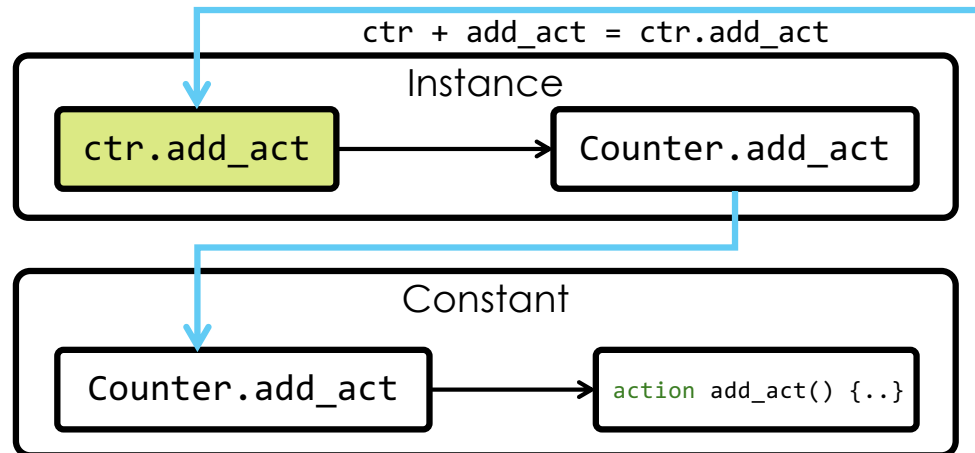 ctr + add_act = ctr.add_act
Instance
ctr.add_act
Counter.add_act
Constant
Counter.add_act
action add_act() {..}